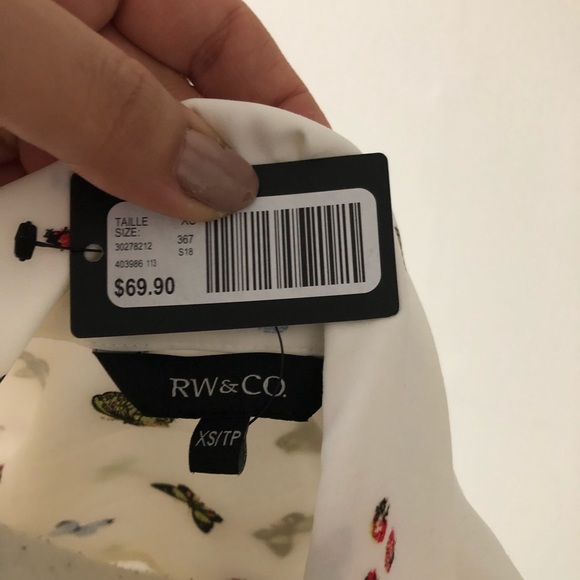 TAILLE
SIZE:
30278212 367
403986 113 S18
$69.90
RW&CO.
XS/TP